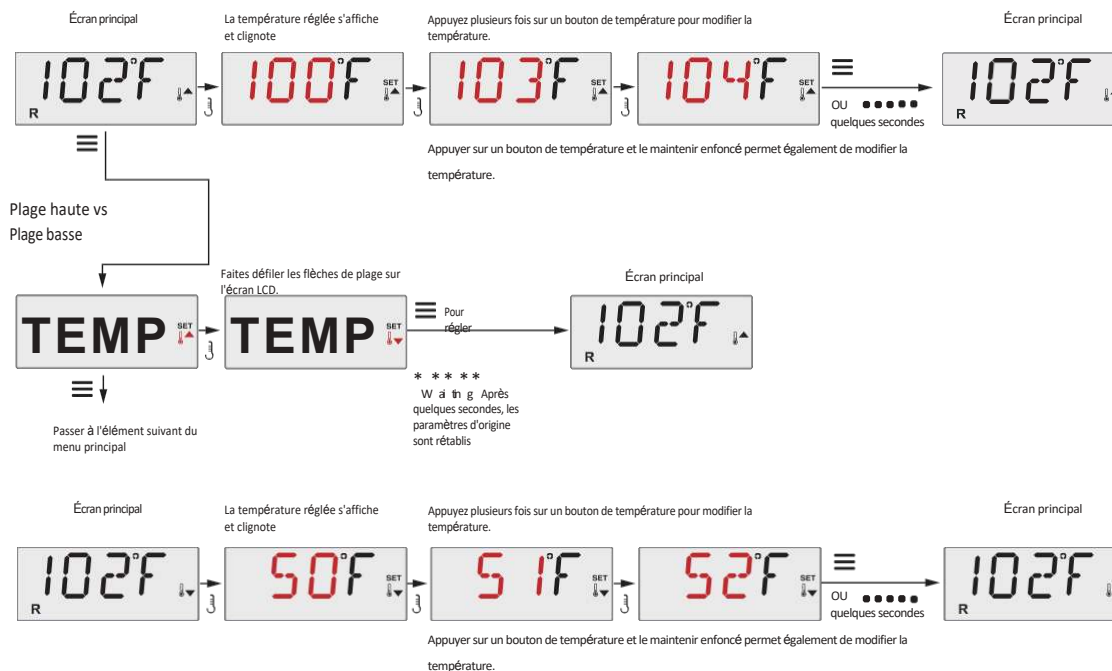 Écran principal
La température réglée s'affiche
et clignote
Appuyez plusieurs fois sur un bouton de température pour modifier la
température.
Écran principal
102°F
R
100°F
SET
103°F
SET
104°F
SET
OU
quelques secondes
102°F
R
Appuyer sur un bouton de température et le maintenir enfoncé permet également de modifier la
température.
Plage haute vs
Plage basse
Faites défiler les flèches de plage sur
l'écran LCD.
Écran principal
TEMP
SET
TEMP
SET
Pour
régler
102°F
R
* * * * *
W ai tin g Après
quelques secondes, les
paramètres d'origine
sont rétablis
Passer à l'élément suivant du
menu principal
Écran principal
La température réglée s'affiche
et clignote
Appuyez plusieurs fois sur un bouton de température pour modifier la
température.
Écran principal
102°F
R
50°F
SET
51°F
SET
52°F
SET
OU
quelques secondes
102°F
R
Appuyer sur un bouton de température et le maintenir enfoncé permet également de modifier la
température.